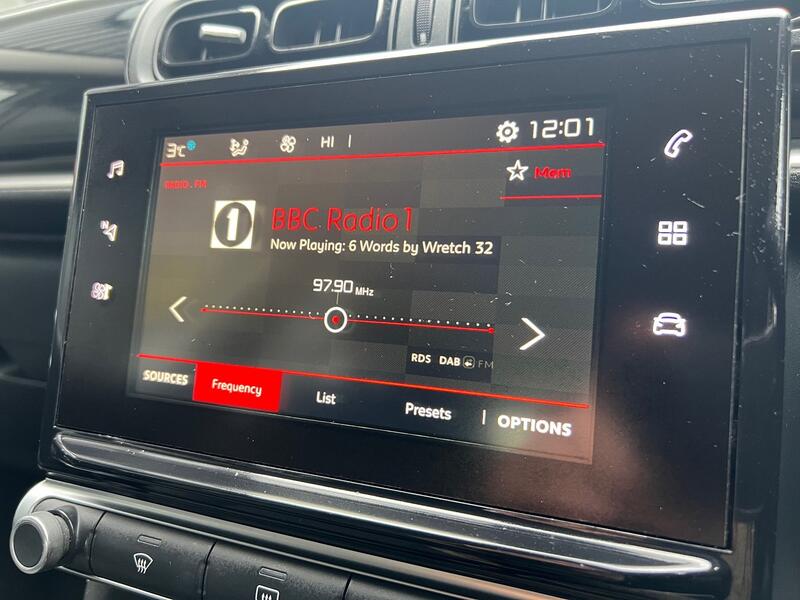 3°C HI | 12:01
RADIO . FM
Mem
1
BBC Radio 1
Now Playing: 6 Words by Wretch 32
97.90 MHz
N
RDS DAB FM
SOURCES Frequency List Presets | OPTIONS